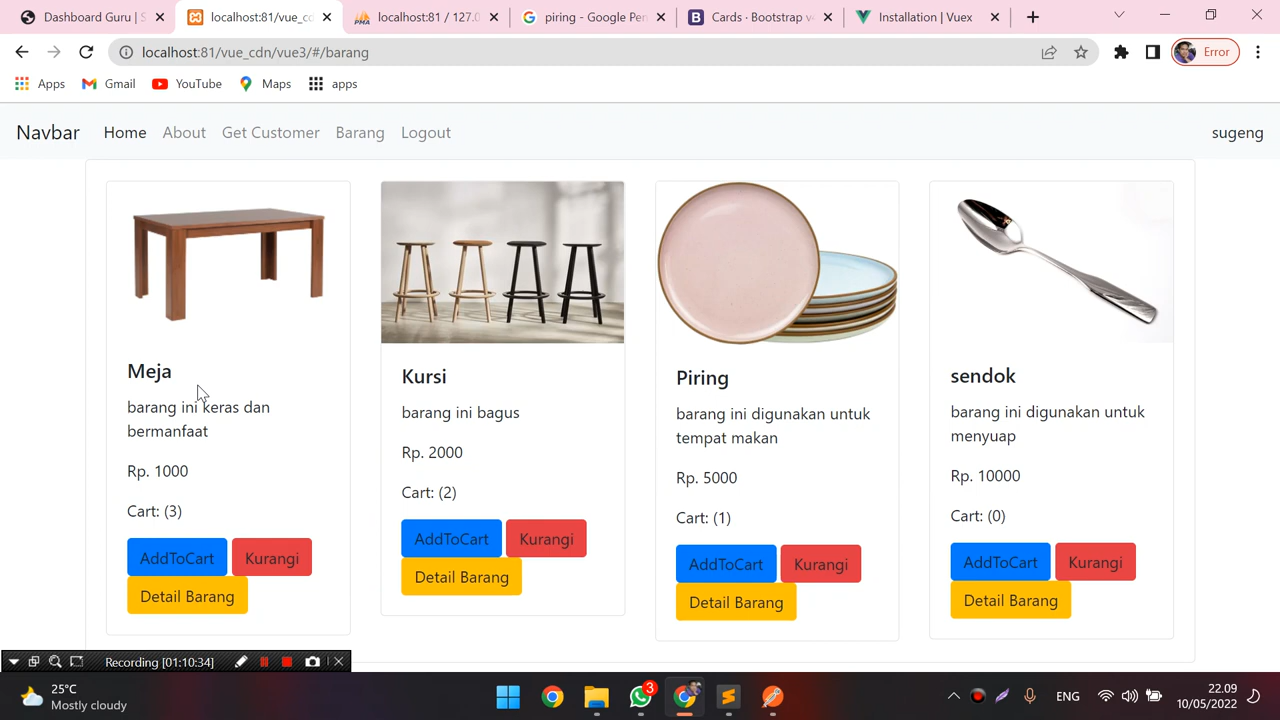 Dashboard Guru | S
localhost:81/vue_cd
localhost:81 / 127.0
piring - Google Pen
Cards · Bootstrap v
Installation | Vuex
localhost:81/vue_cdn/vue3/#/barang
Error
Apps
Gmail
YouTube
Maps
apps
Navbar
Home
About
Get Customer
Barang
Logout
sugeng
Meja
barang ini keras dan
bermanfaat
Rp. 1000
Cart: (3)
AddToCart
Kurangi
Detail Barang
Kursi
barang ini bagus
Rp. 2000
Cart: (2)
AddToCart
Kurangi
Detail Barang
Piring
barang ini digunakan untuk
tempat makan
Rp. 5000
Cart: (1)
AddToCart
Kurangi
Detail Barang
sendok
barang ini digunakan untuk
menyuap
Rp. 10000
Cart: (0)
AddToCart
Kurangi
Detail Barang
Recording [01:10:34]
25°C
Mostly cloudy
3
ENG
22.09
10/05/2022